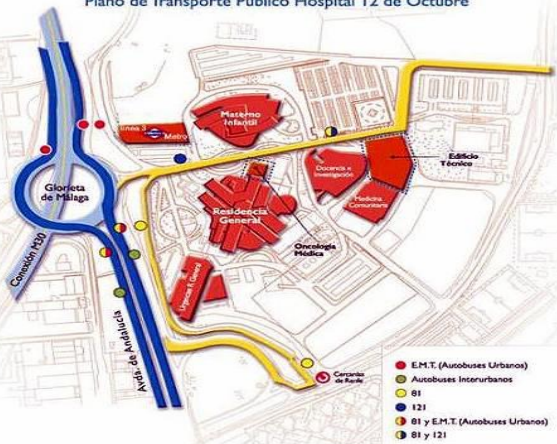 Plano de Transporte Público Hospital 12 de Octubre
línea 3
Metro
Materno
Infantil
Glorieta
de Málaga
Docencia e
Investigación
Edificio
Técnico
Medicina
Comunitaria
Residencia
General
Oncología
Médica
Conexión M30
Urgencias R. General
Avda. de Andalucía
Cercanías
de Renfe
E.M.T. (Autobuses Urbanos)
Autobuses Interurbanos
81
121
81 y E.M.T. (Autobuses Urbanos)
81 y 121